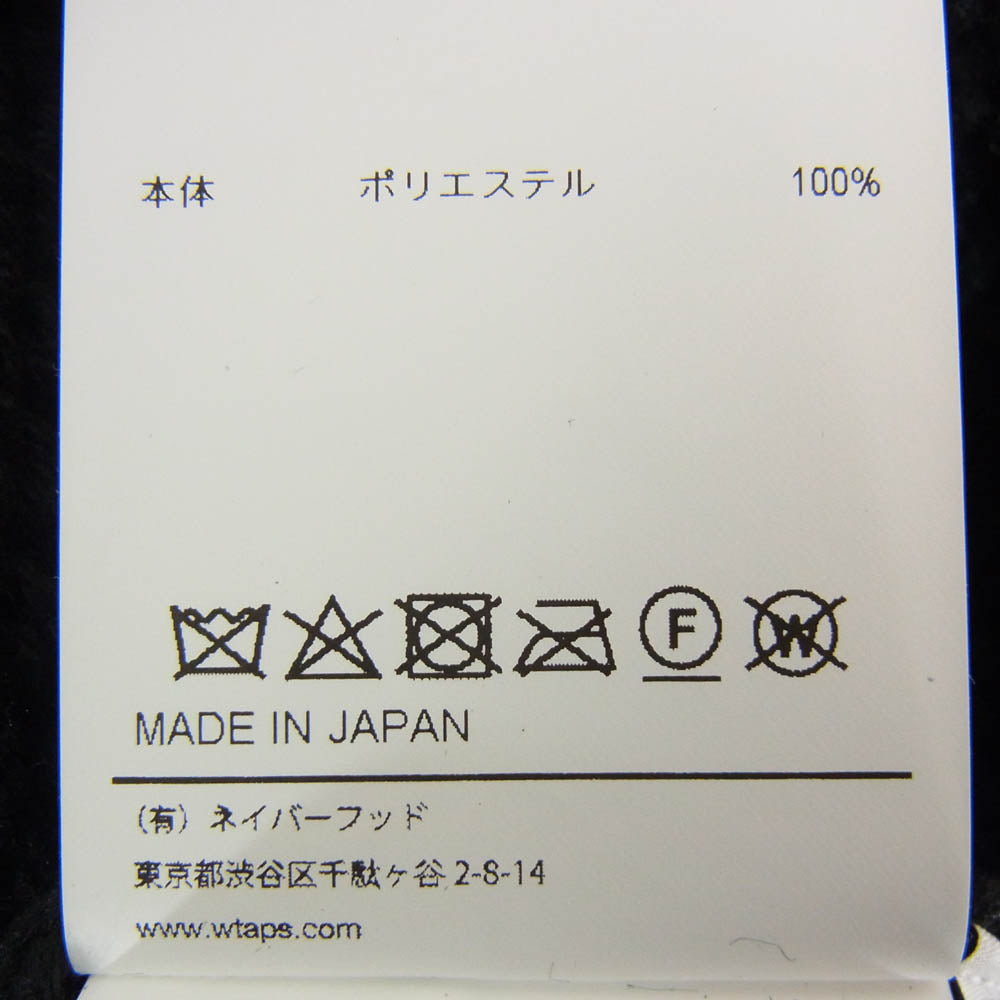 本体 ポリエステル 100%
F W
MADE IN JAPAN
(有) ネイバーフッド
東京都渋谷区千駄ヶ谷 2-8-14
www.wtaps.com